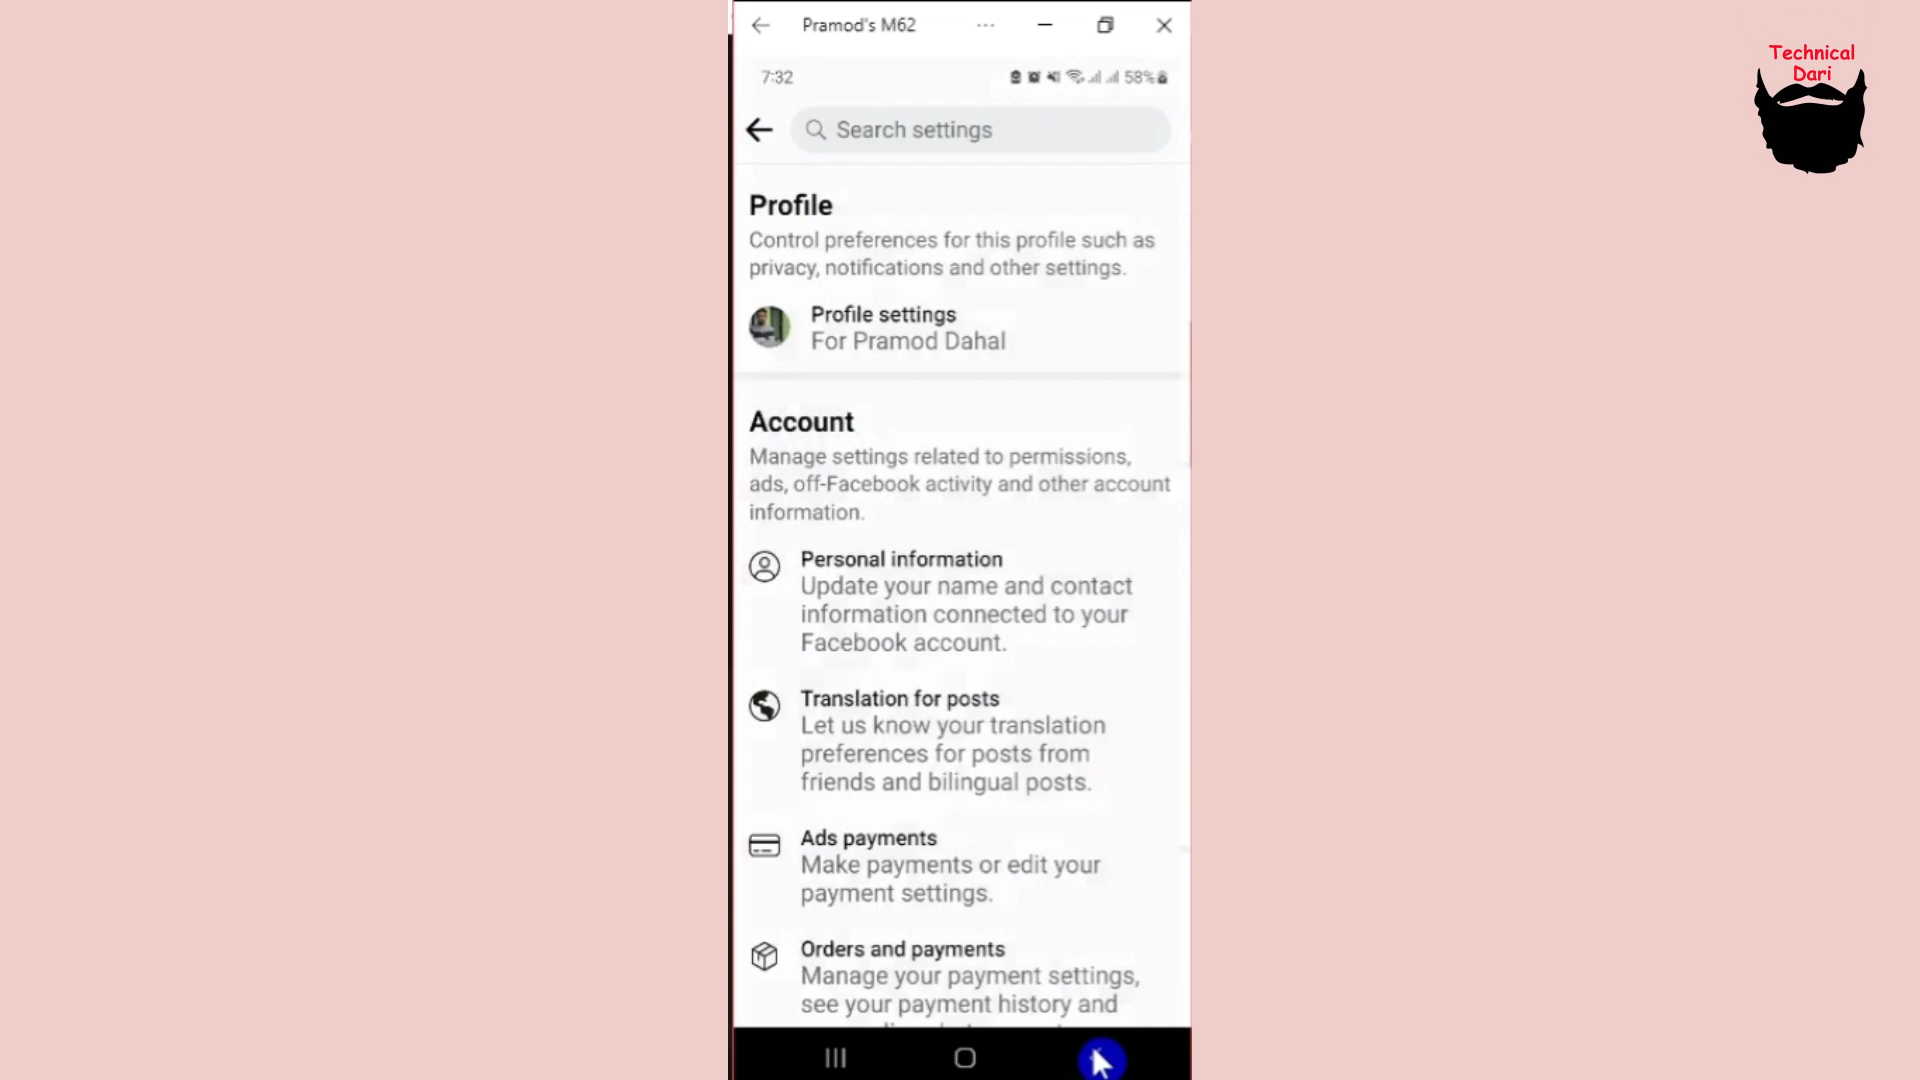 Pramod's M62
Technical
Dari
7:32
58%
Search settings
Profile
Control preferences for this profile such as
privacy, notifications and other settings.
Profile settings
For Pramod Dahal
Account
Manage settings related to permissions,
ads, off-Facebook activity and other account
information.
Personal information
Update your name and contact
information connected to your
Facebook account.
Translation for posts
Let us know your translation
preferences for posts from
friends and bilingual posts.
Ads payments
Make payments or edit your
payment settings.
Orders and payments
Manage your payment settings,
see your payment history and